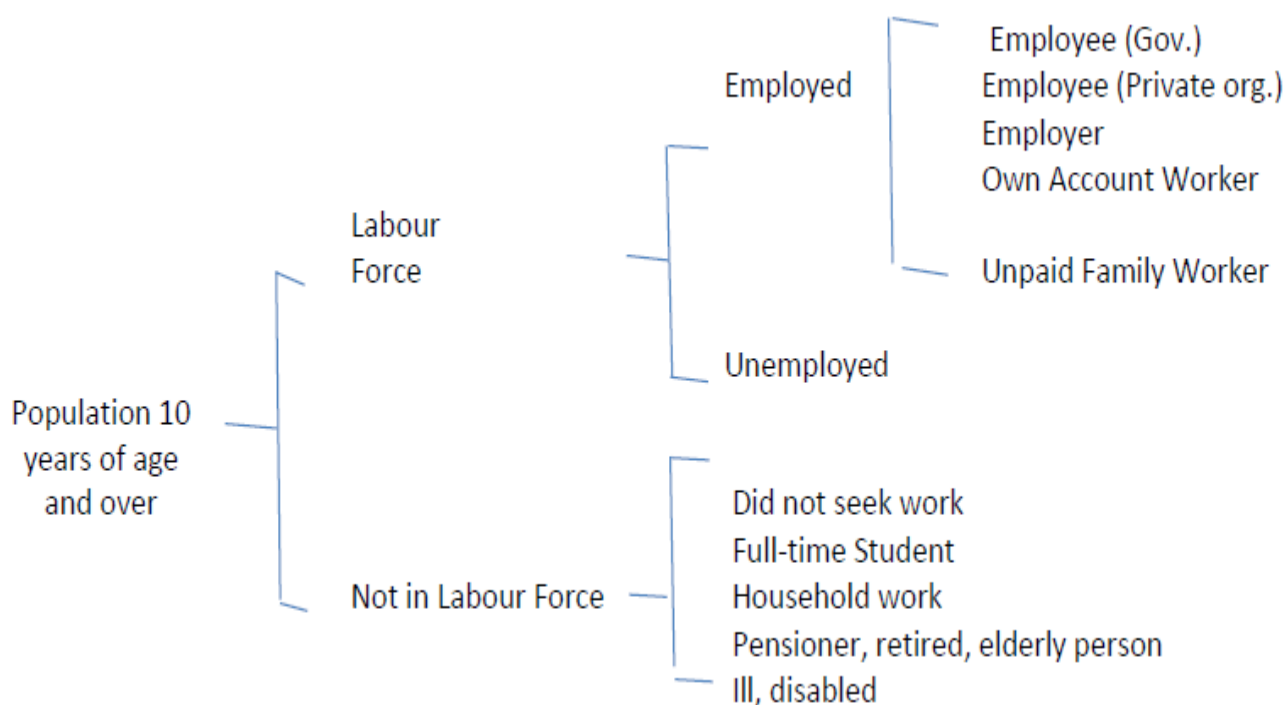 Employee (Gov.)
Employed
Employee (Private org.)
Employer
Own Account Worker
Labour
Force
Unpaid Family Worker
Unemployed
Population 10
years of age
and over
Did not seek work
Full-time Student
Not in Labour Force
Household work
Pensioner, retired, elderly person
Ill, disabled